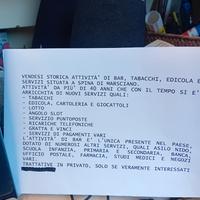 VENDESI STORICA ATTIVITA' DI BAR, TABACCHI, EDICOLA E
SERVIZI SITUATA A SPINA DI MARSCIANO.
ATTIVITA' DA PIU' DI 40 ANNI CHE CON IL TEMPO SI E'
ARRICCHITA DI NUOVI SERVIZI QUALI:
- TABACCHI
- EDICOLA, CARTOLERIA E GIOCATTOLI
- LOTTO
- ANGOLO SLOT
- SERVIZIO PUNTOPOSTE
- RICARICHE TELEFONICHE
- GRATTA E VINCI
- SERVIZI DI PAGAMENTI VARI
L'ATTIVITA' DI BAR E' L'UNICA PRESENTE NEL PAESE,
DOTATO DI NUMEROSI ALTRI SERVIZI, QUALI ASILO NIDO,
SCUOLA INFANZIA, PRIMARIA E SECONDARIA, BANCA,
UFFICIO POSTALE, FARMACIA, STUDI MEDICI E NEGOZI
VARI.
TRATTATIVE IN PRIVATO, SOLO SE VERAMENTE INTERESSATI